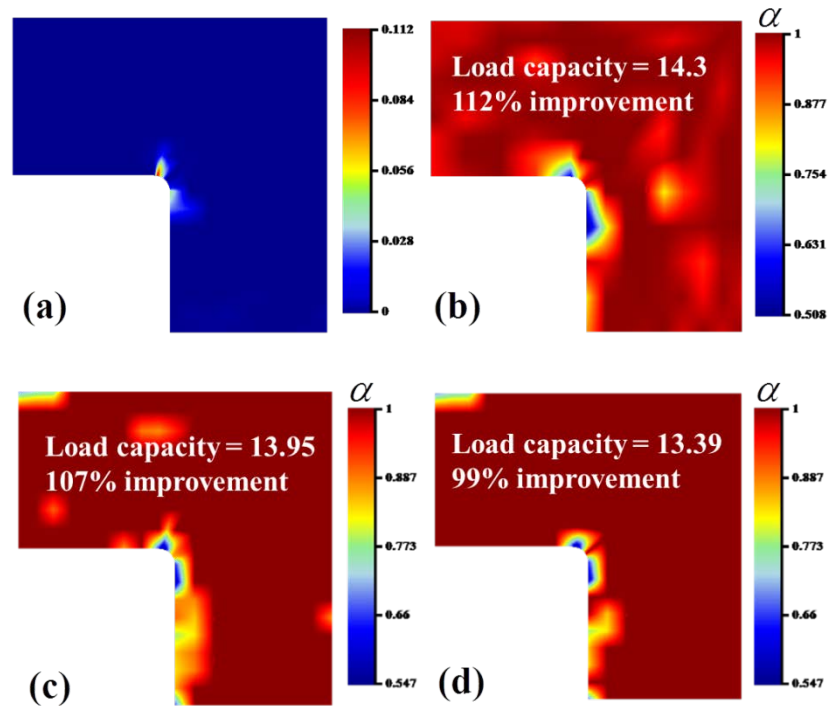 0.112
0.084
0.056
0.028
0
(a)
α
Load capacity = 14.3
112% improvement
1
0.877
0.754
0.631
0.508
(b)
α
Load capacity = 13.95
107% improvement
1
0.887
0.773
0.66
0.547
(c)
α
Load capacity = 13.39
99% improvement
1
0.887
0.773
0.66
0.547
(d)